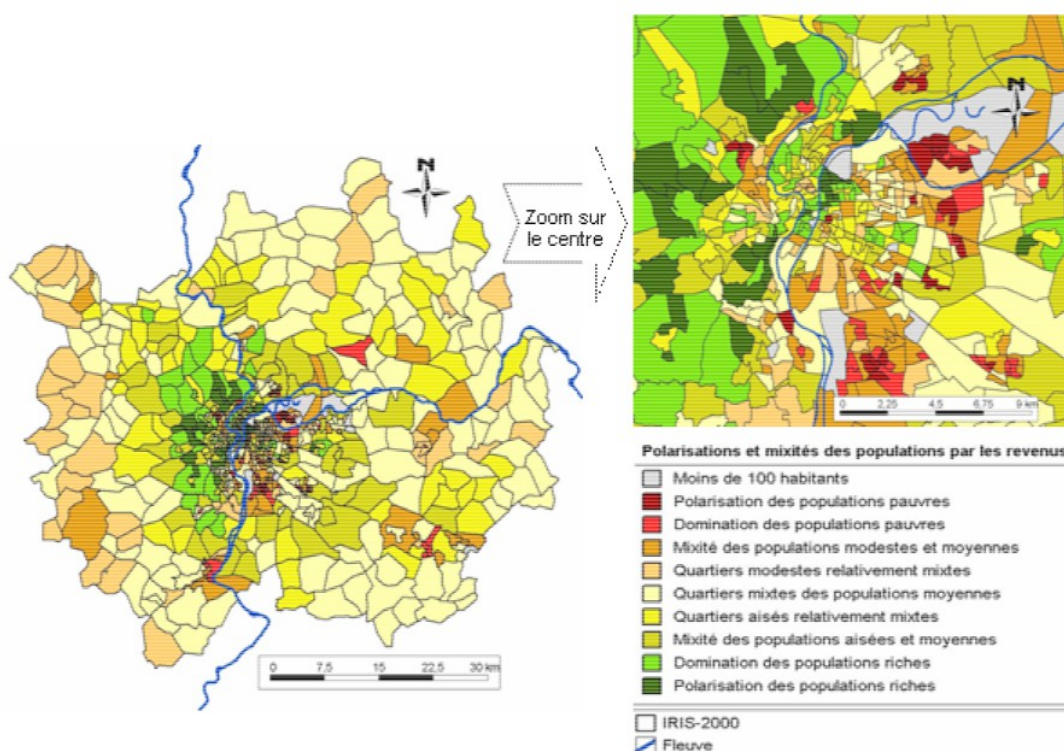 N
N
Zoom sur
le centre
0 2,25 4,5 6,75 9 km
0 7,5 15 22,5 30 km
Polarisations et mixités des populations par les revenus
Moins de 100 habitants
Polarisation des populations pauvres
Domination des populations pauvres
Mixité des populations modestes et moyennes
Quartiers modestes relativement mixtes
Quartiers mixtes des populations moyennes
Quartiers aisés relativement mixtes
Mixité des populations aisées et moyennes
Domination des populations riches
Polarisation des populations riches
IRIS-2000
Fleuve